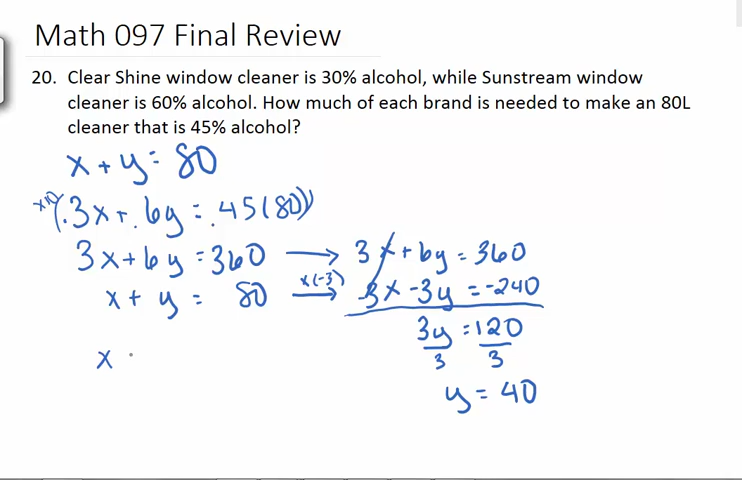 Math 097 Final Review
20. Clear Shine window cleaner is 30% alcohol, while Sunstream window
cleaner is 60% alcohol. How much of each brand is needed to make an 80L
cleaner that is 45% alcohol?
x + y = 80
x10 (.3x + .6y = .45(80))
3x + 6y = 360 → 3x + 6y = 360
x + y = 80 x(-3) → -3x - 3y = -240
3y = 120
3 3
y = 40
x